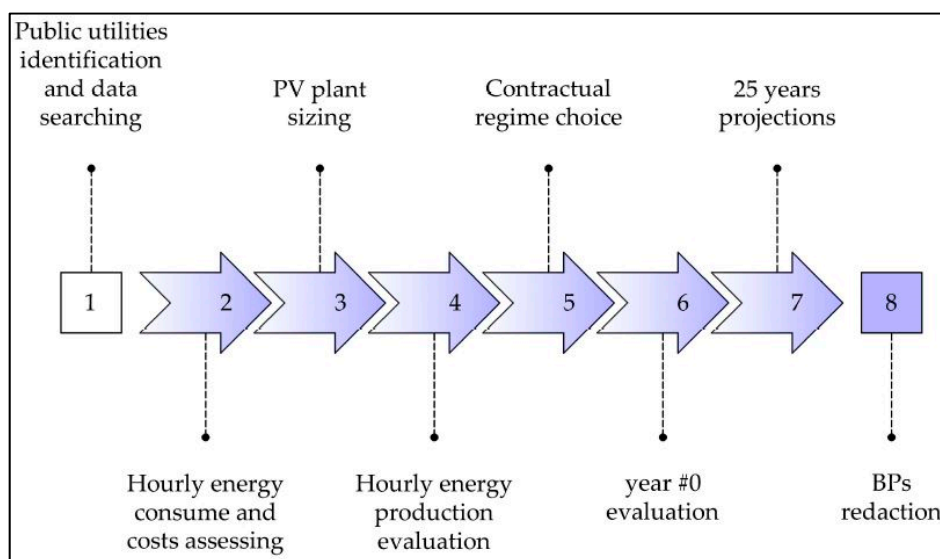 Public utilities
identification
and data
searching
PV plant
sizing
Contractual
regime choice
25 years
projections
1
2
3
4
5
6
7
8
Hourly energy
consume and
costs assessing
Hourly energy
production
evaluation
year #0
evaluation
BPs
redaction